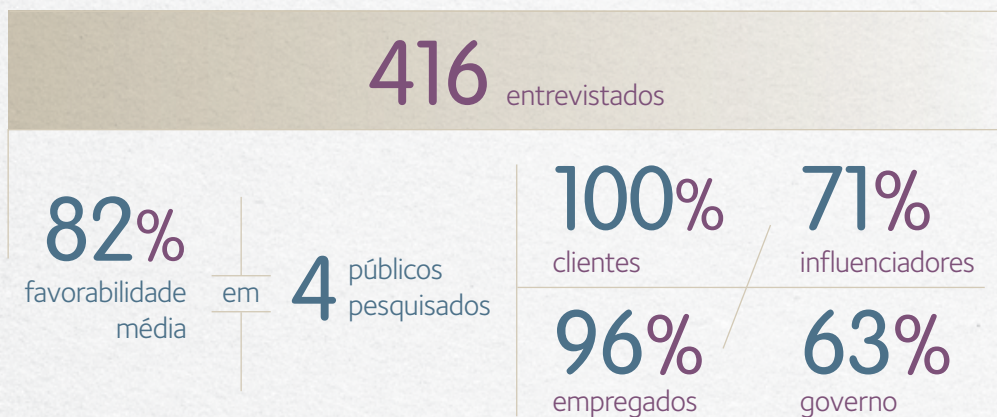 416 entrevistados
82%
favorabilidade
média
em
4 públicos
pesquisados
100%
clientes
71%
influenciadores
96%
empregados
63%
governo